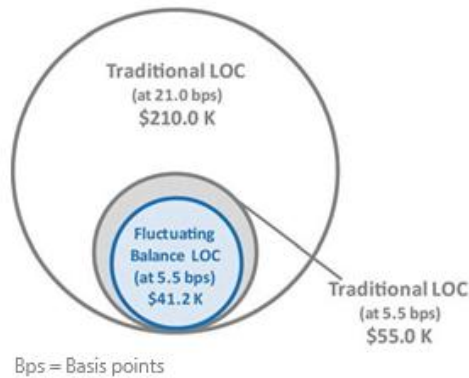 Traditional LOC
(at 21.0 bps)
$210.0 K
Fluctuating
Balance LOC
(at 5.5 bps)
$41.2 K
Traditional LOC
(at 5.5 bps)
$55.0 K
Bps = Basis points